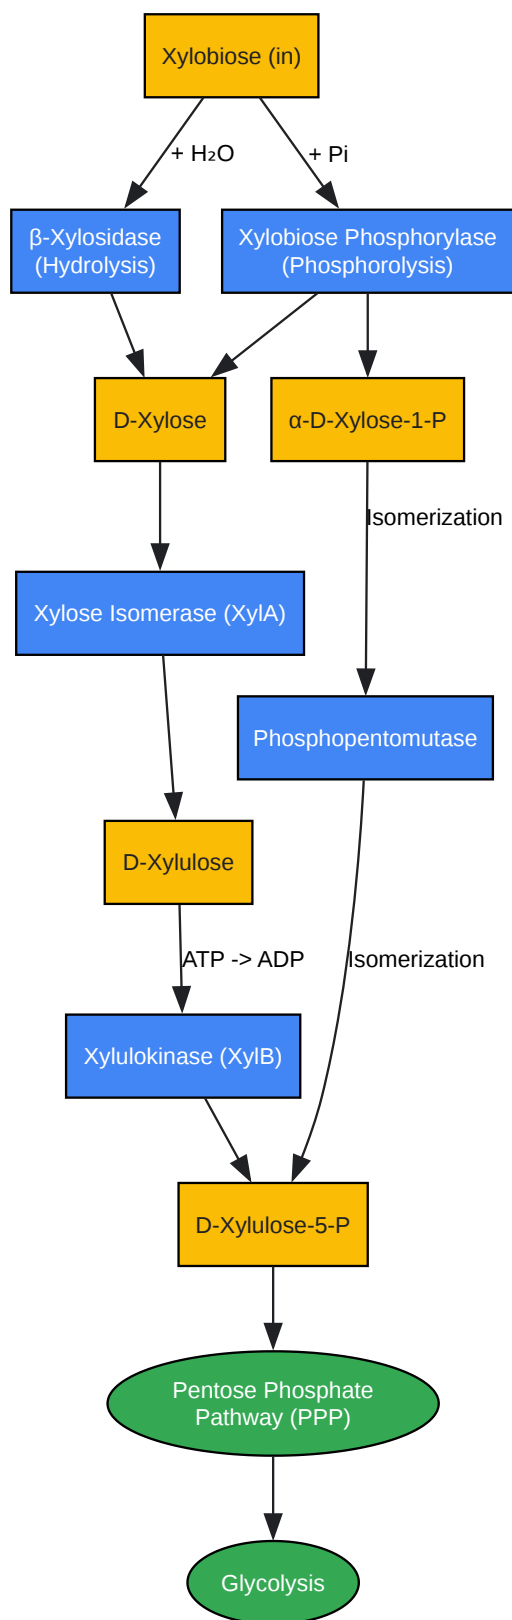 Xylobiose (in)
+ H₂O
+ Pi
β-Xylosidase
(Hydrolysis)
Xylobiose Phosphorylase
(Phosphorolysis)
D-Xylose
α-D-Xylose-1-P
Isomerization
Xylose Isomerase (XylA)
Phosphopentomutase
D-Xylulose
ATP -> ADP
Isomerization
Xylulokinase (XylB)
D-Xylulose-5-P
Pentose Phosphate
Pathway (PPP)
Glycolysis